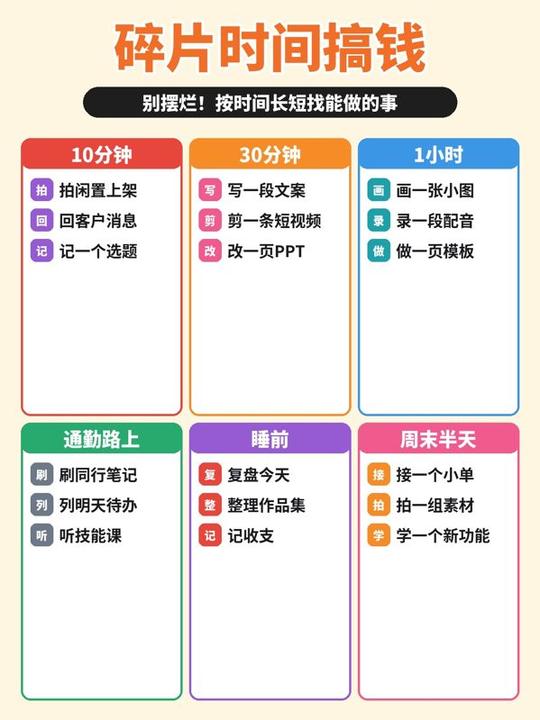 碎片时间搞钱
别摆烂！按时间长短找能做的事
10分钟
拍 拍闲置上架
回 回客户消息
记 记一个选题
30分钟
写 写一段文案
剪 剪一条短视频
改 改一页PPT
1小时
画 画一张小图
录 录一段配音
做 做一页模板
通勤路上
刷 刷同行笔记
列 列明天待办
听 听技能课
睡前
复 复盘今天
整 整理作品集
记 记收支
周末半天
接 接一个小单
拍 拍一组素材
学 学一个新功能